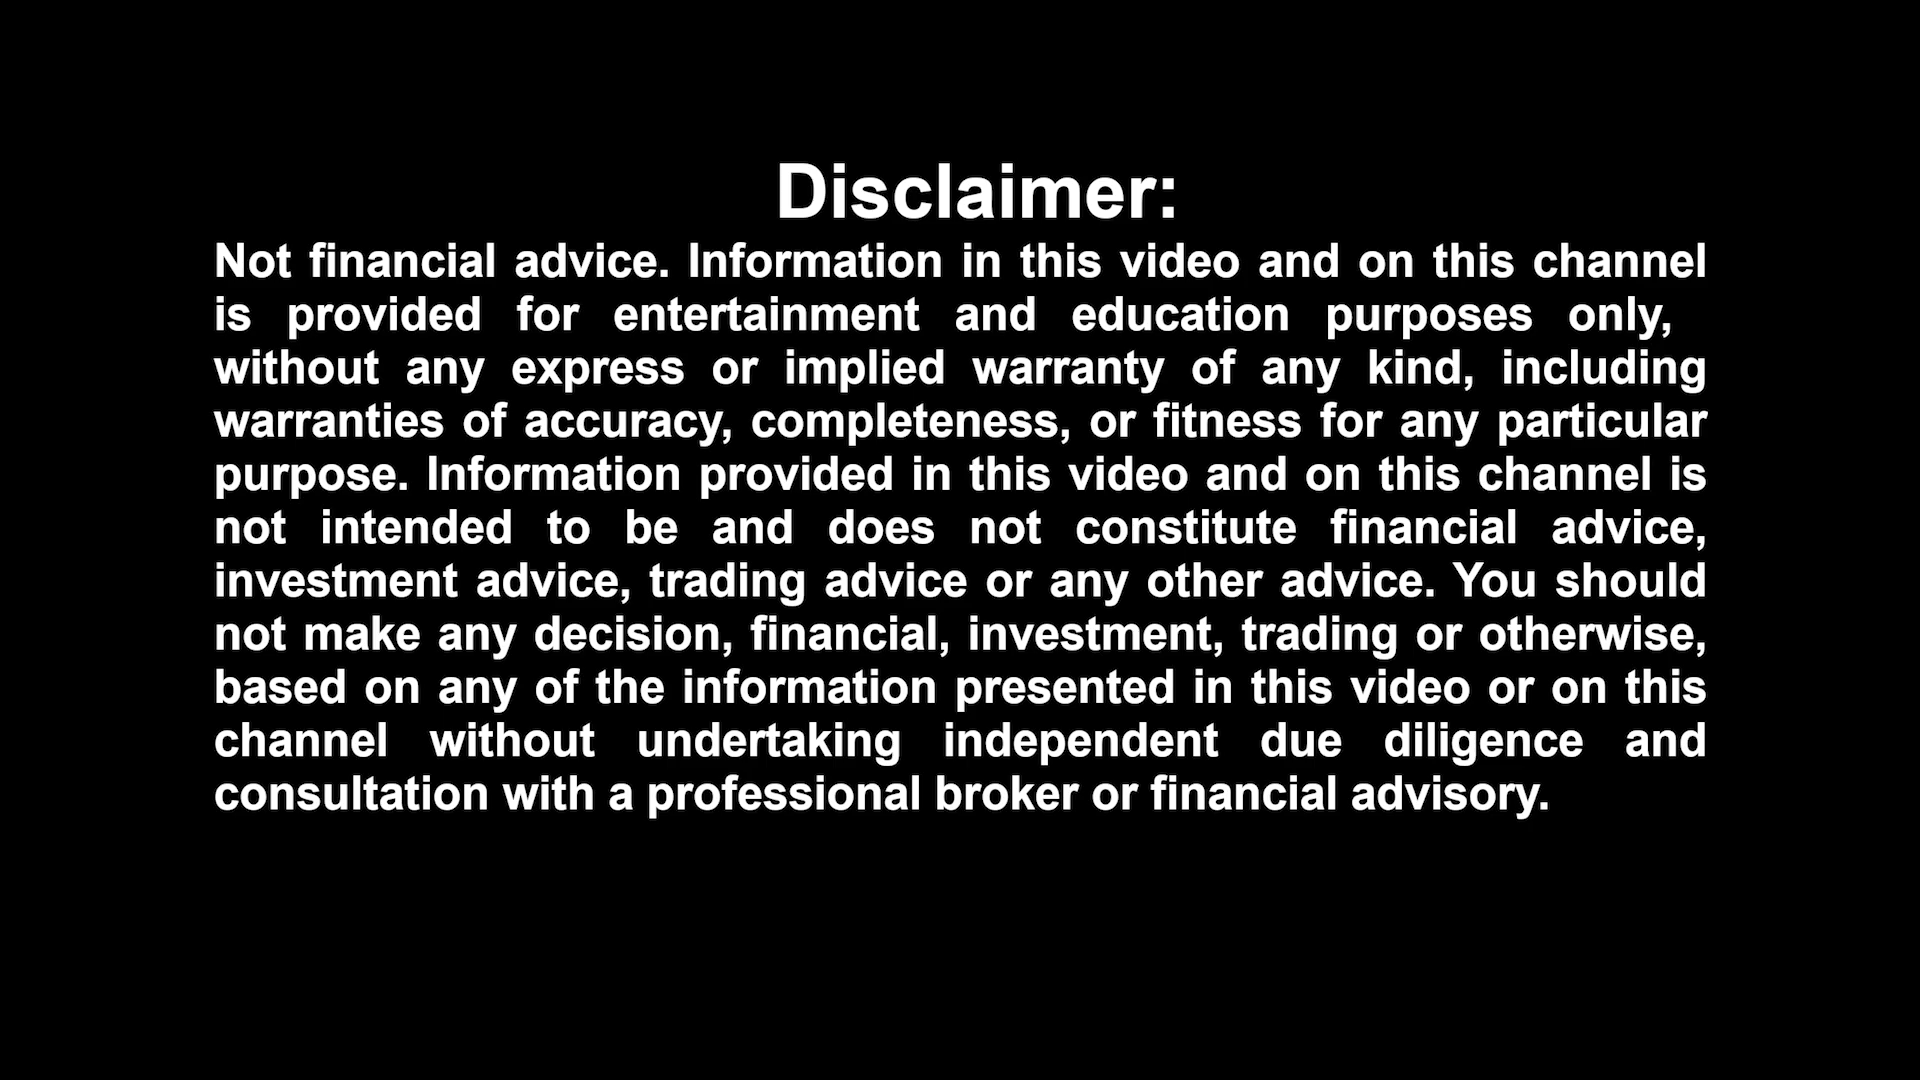 Disclaimer:
Not financial advice. Information in this video and on this channel
is provided for entertainment and education purposes only,
without any express or implied warranty of any kind, including
warranties of accuracy, completeness, or fitness for any particular
purpose. Information provided in this video and on this channel is
not intended to be and does not constitute financial advice,
investment advice, trading advice or any other advice. You should
not make any decision, financial, investment, trading or otherwise,
based on any of the information presented in this video or on this
channel without undertaking independent due diligence and
consultation with a professional broker or financial advisory.